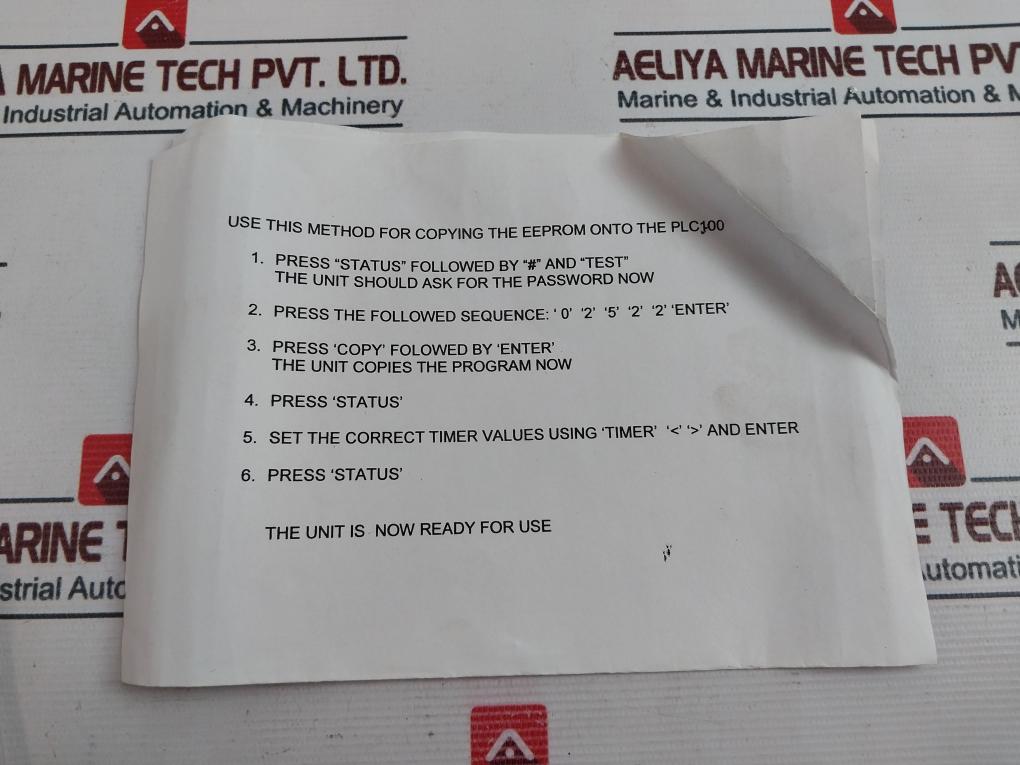 A MARINE TECH PVT. LTD.
Industrial Automation & Machinery
AELIYA MARINE TECH PV
Marine & Industrial Automation & M
USE THIS METHOD FOR COPYING THE EEPROM ONTO THE PLC100
1. PRESS “STATUS” FOLLOWED BY “#” AND “TEST”
THE UNIT SHOULD ASK FOR THE PASSWORD NOW
2. PRESS THE FOLLOWED SEQUENCE: ‘ 0’ ‘2’ ‘5’ ‘2’ ‘2’ ‘ENTER’
3. PRESS ‘COPY’ FOLOWED BY ‘ENTER’
THE UNIT COPIES THE PROGRAM NOW
4. PRESS ‘STATUS’
5. SET THE CORRECT TIMER VALUES USING ‘TIMER’ ‘<’ ‘>’ AND ENTER
6. PRESS ‘STATUS’
THE UNIT IS NOW READY FOR USE
A
M
ARINE T
strial Auto
E TECH
utomati